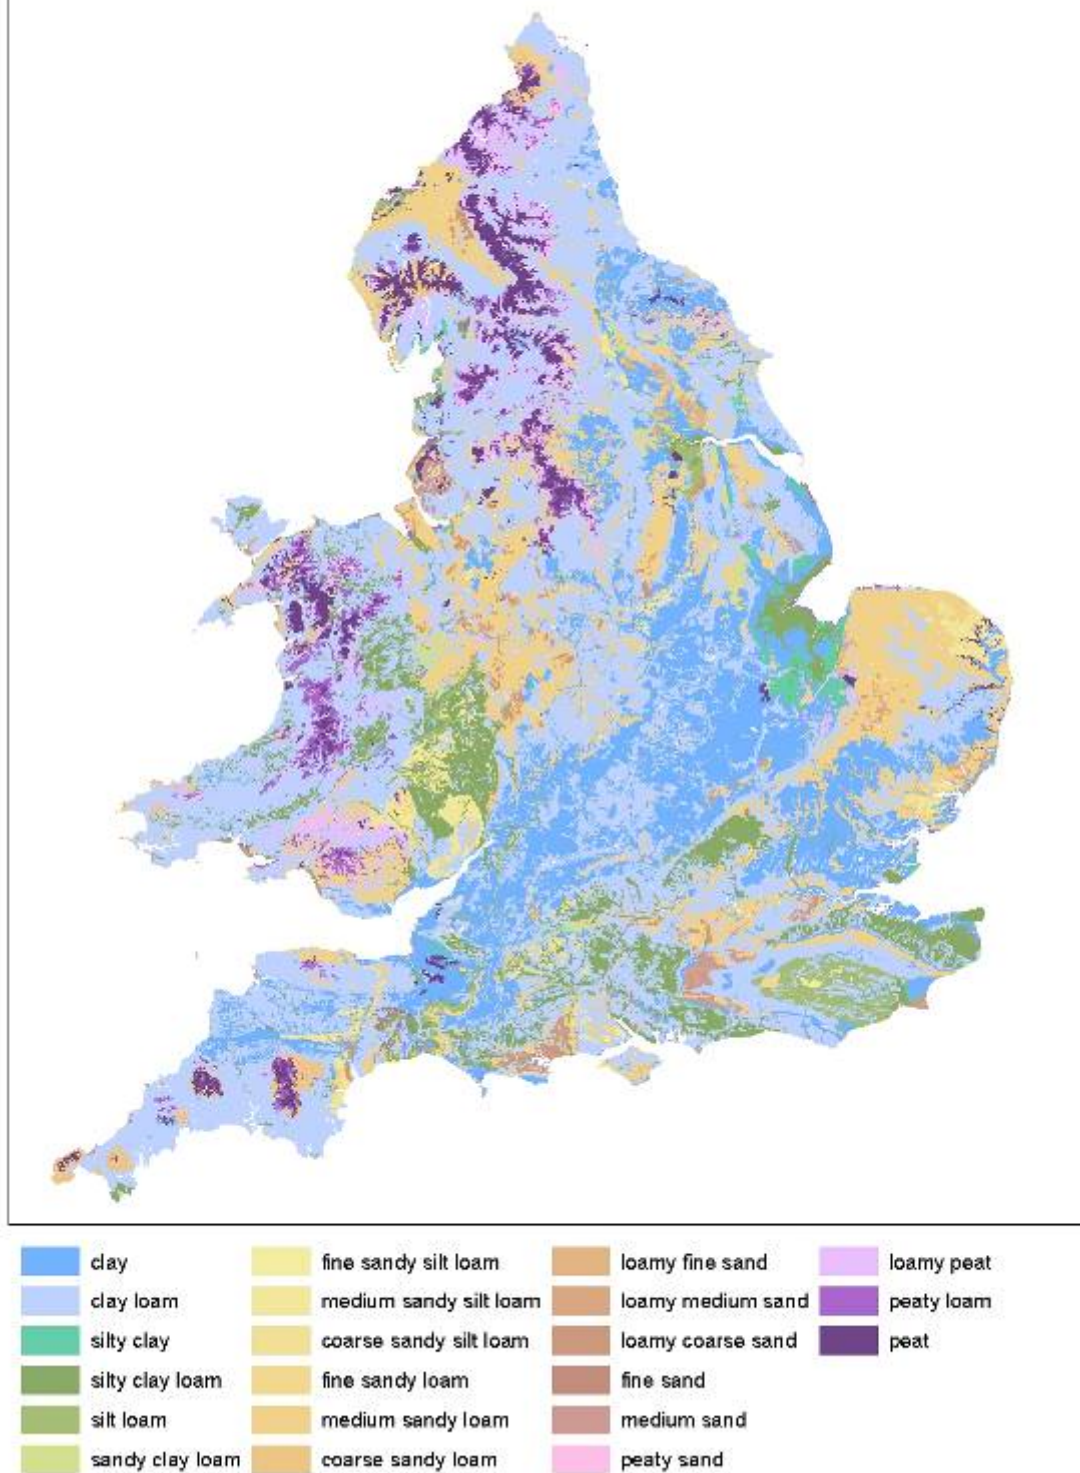 clay
clay loam
silty clay
silty clay loam
silt loam
sandy clay loam
fine sandy silt loam
medium sandy silt loam
coarse sandy silt loam
fine sandy loam
medium sandy loam
coarse sandy loam
loamy fine sand
loamy medium sand
loamy coarse sand
fine sand
medium sand
peaty sand
loamy peat
peaty loam
peat